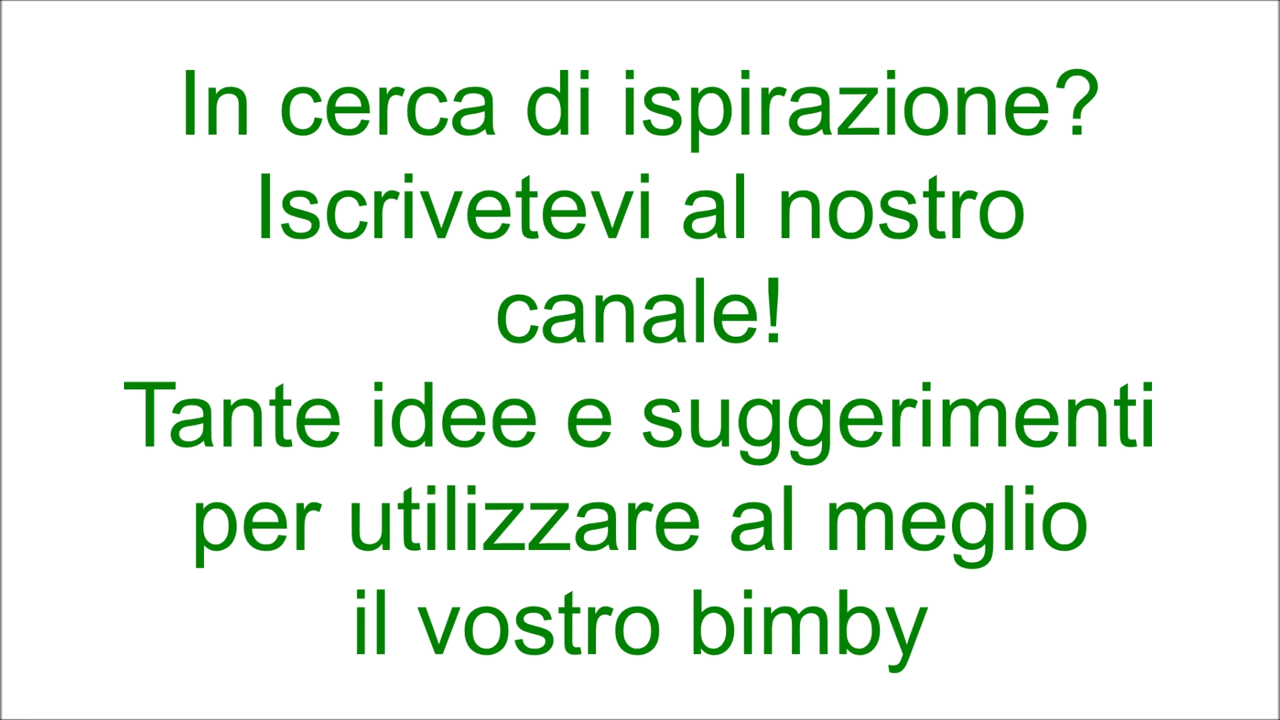 In cerca di ispirazione?
Iscrivetevi al nostro
canale!
Tante idee e suggerimenti
per utilizzare al meglio
il vostro bimby